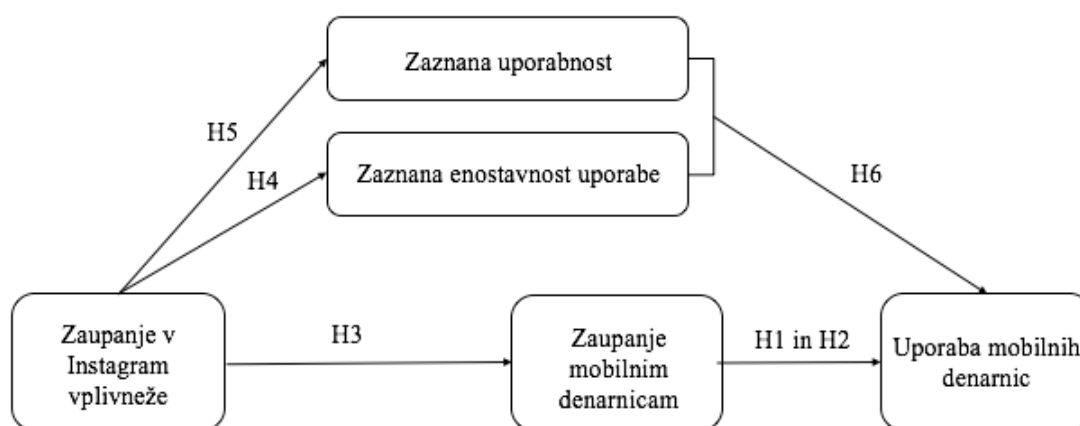 Zaznana uporabnost
H5
Zaznana enostavnost uporabe
H4
H6
Zaupanje v
Instagram
vplivneže
H3
Zaupanje
mobilnim
denarnicam
H1 in H2
Uporaba mobilnih
denarnic